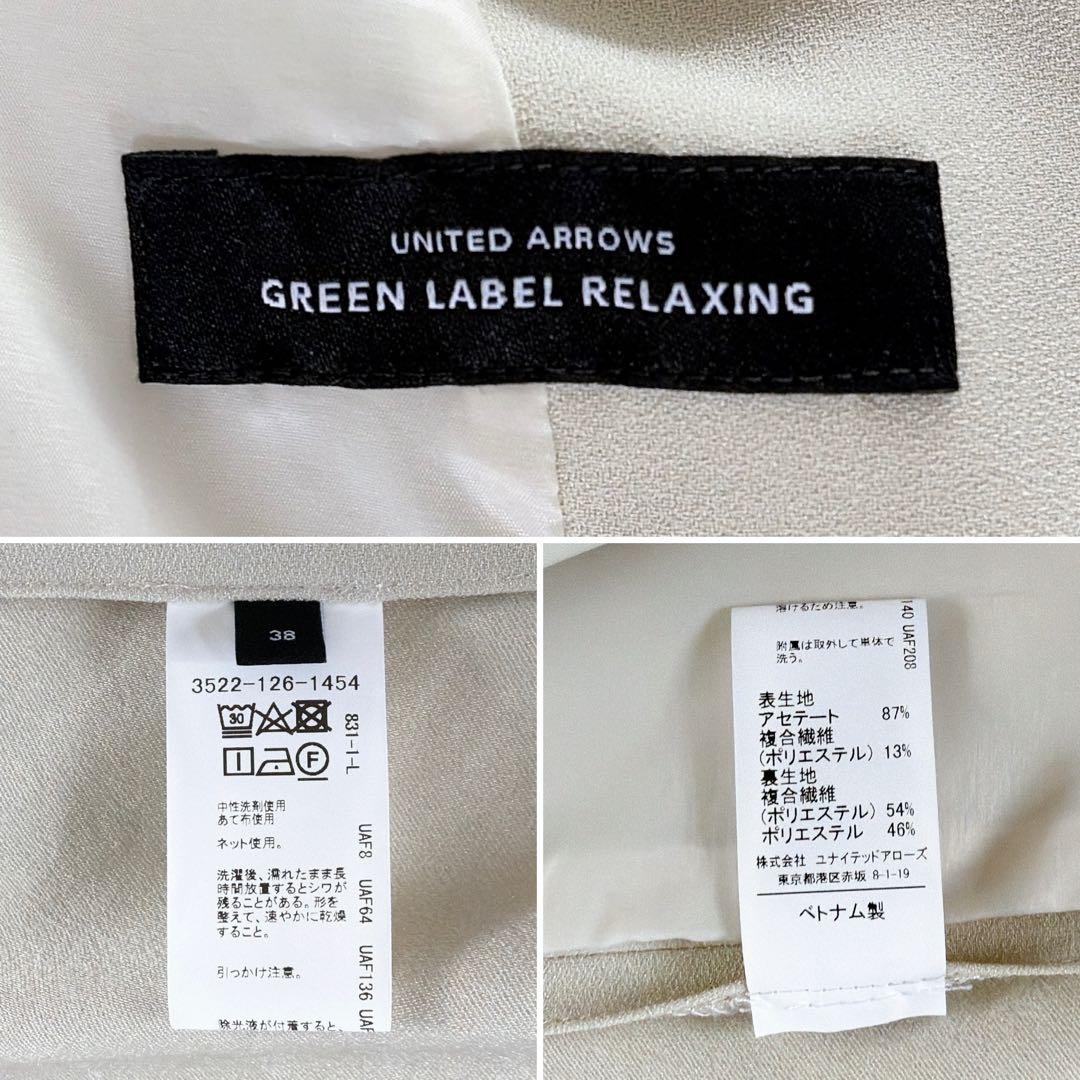 UNITED ARROWS
GREEN LABEL RELAXING
38
3522-126-1454
30
F
831-I-L
中性洗剤使用
あて布使用
ネット使用。
洗濯後、濡れたまま長
時間放置するとシワが
残ることがある。形を
整えて、速やかに乾燥
すること。
引っかけ注意。
除光液が付着すると、
UAF8 UAF64 UAF136
溶けるため注意。
附属は取外して単体で
洗う。
140 UAF208
表生地
アセテート 87%
複合繊維
(ポリエステル) 13%
裏生地
複合繊維
(ポリエステル) 54%
ポリエステル 46%
株式会社 ユナイテッドアローズ
東京都港区赤坂 8-1-19
ベトナム製